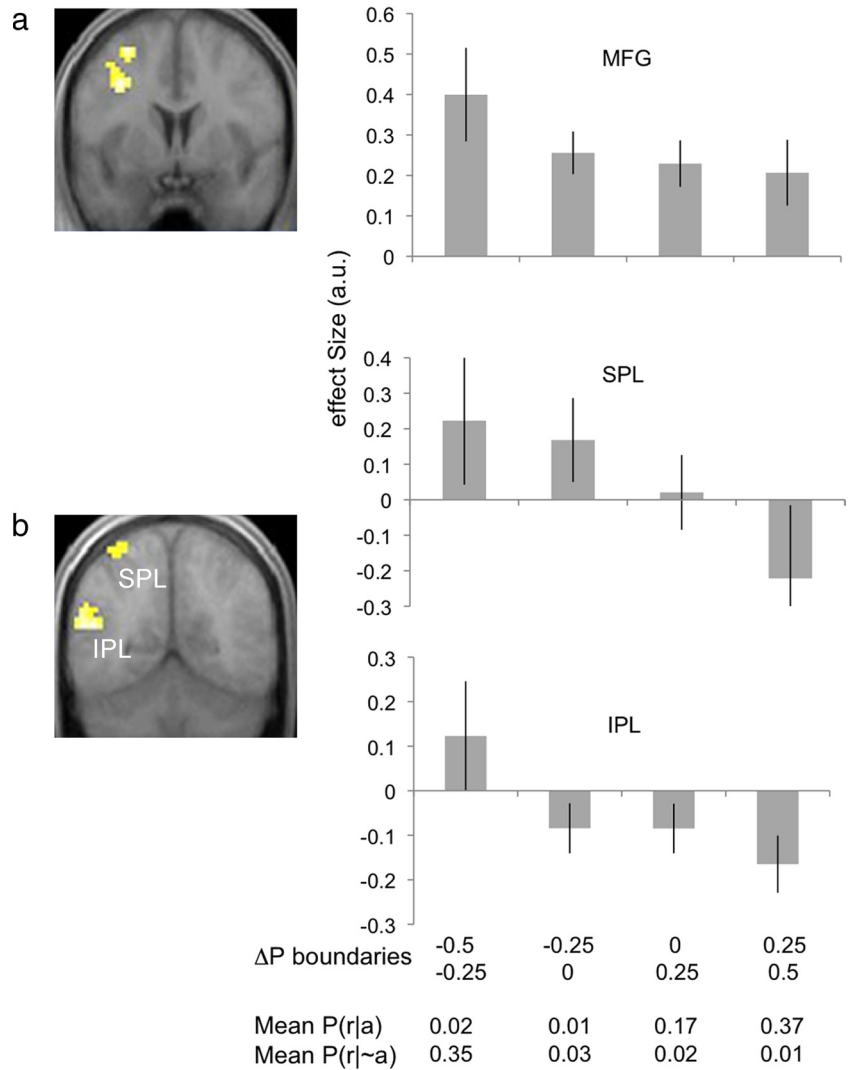 a
0.6
0.5
0.4
0.3
0.2
0.1
0
MFG
effect Size (a.u.)
0.4
0.3
0.2
0.1
0
-0.1
-0.2
-0.3
SPL
b
SPL
IPL
0.3
0.2
0.1
0
-0.1
-0.2
-0.3
IPL
ΔP boundaries
-0.5 -0.25 0 0.25
-0.25 0 0.25 0.5
Mean P(r|a) 0.02 0.01 0.17 0.37
Mean P(r|~a) 0.35 0.03 0.02 0.01